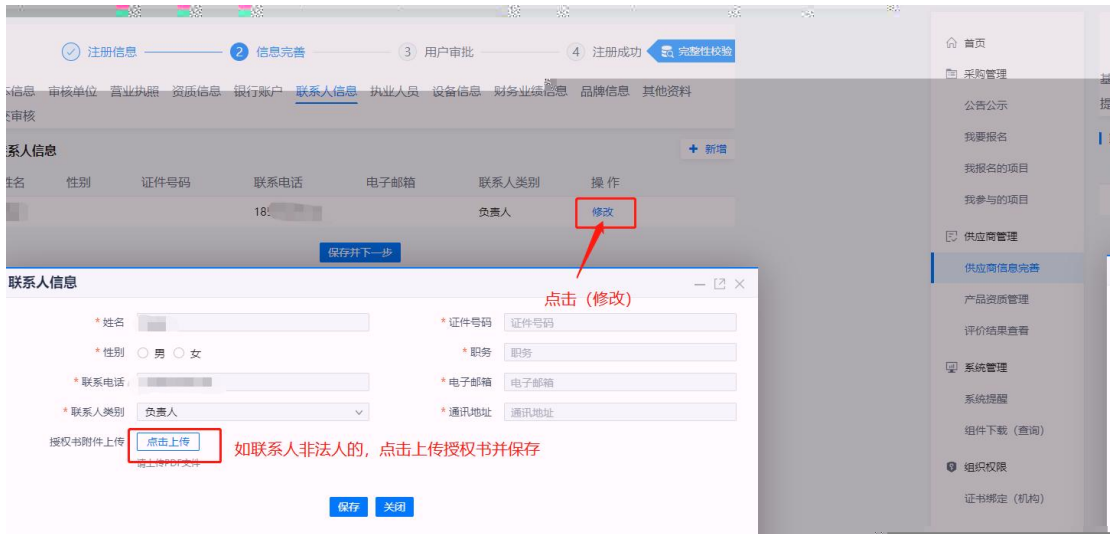 注册信息
2 信息完善
3 用户审批
4 注册成功
完整性校验
信息 审核单位 营业执照 资质信息 银行账户 联系人信息 执业人员 设备信息 财务业绩信息 品牌信息 其他资料
审核
系人信息
+ 新增
姓名 性别 证件号码 联系电话 电子邮箱 联系人类别 操作
负责人 修改
保存并下一步
点击（修改）
联系人信息
*姓名
*证件号码 证件号码
*性别 男 女
*职务 职务
*联系电话
*电子邮箱 电子邮箱
*联系人类别 负责人
*通讯地址 通讯地址
授权书附件上传 点击上传
如联系人非法人的，点击上传授权书并保存
请上传PDF文件
保存 关闭
首页
采购管理
公告公示
我要报名
我报名的项目
我参与的项目
供应商管理
供应商信息完善
产品资质管理
评价结果查看
系统管理
系统提醒
组件下载（查询）
组织权限
证书绑定（机构）